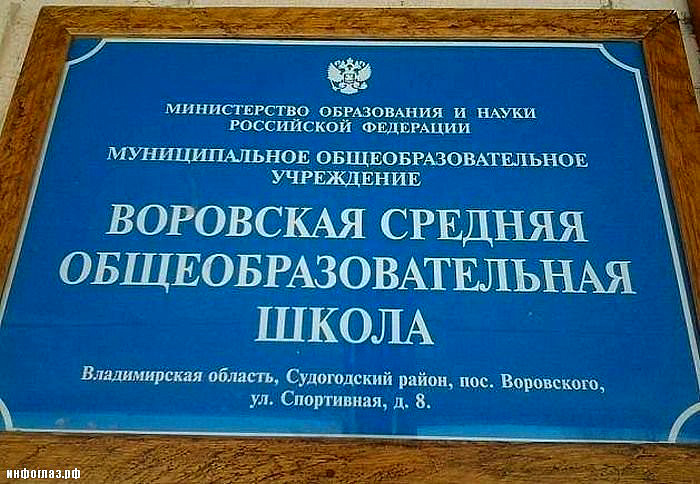 МИНИСТЕРСТВО ОБРАЗОВАНИЯ И НАУКИ
РОССИЙСКОЙ ФЕДЕРАЦИИ
МУНИЦИПАЛЬНОЕ ОБЩЕОБРАЗОВАТЕЛЬНОЕ
УЧРЕЖДЕНИЕ
ВОРОВСКАЯ СРЕДНЯЯ
ОБЩЕОБРАЗОВАТЕЛЬНАЯ
ШКОЛА
Владимирская область, Судогодский район, пос. Воровского,
ул. Спортивная, д. 8.
инфоглаз.рф